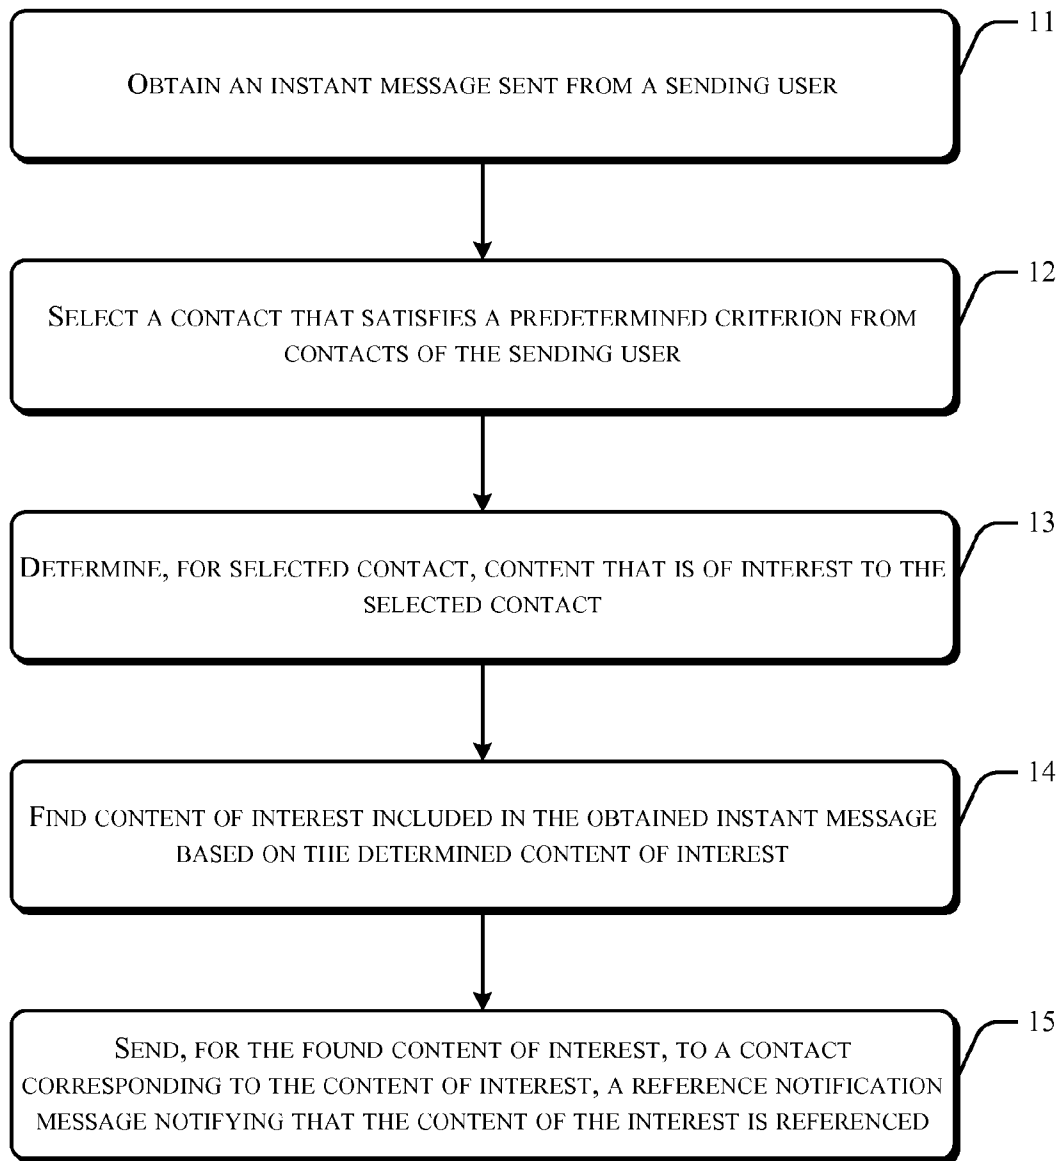 11
OBTAIN AN INSTANT MESSAGE SENT FROM A SENDING USER
12
SELECT A CONTACT THAT SATISFIES A PREDETERMINED CRITERION FROM
CONTACTS OF THE SENDING USER
13
DETERMINE, FOR SELECTED CONTACT, CONTENT THAT IS OF INTEREST TO THE
SELECTED CONTACT
14
FIND CONTENT OF INTEREST INCLUDED IN THE OBTAINED INSTANT MESSAGE
BASED ON THE DETERMINED CONTENT OF INTEREST
15
SEND, FOR THE FOUND CONTENT OF INTEREST, TO A CONTACT
CORRESPONDING TO THE CONTENT OF INTEREST, A REFERENCE NOTIFICATION
MESSAGE NOTIFYING THAT THE CONTENT OF THE INTEREST IS REFERENCED